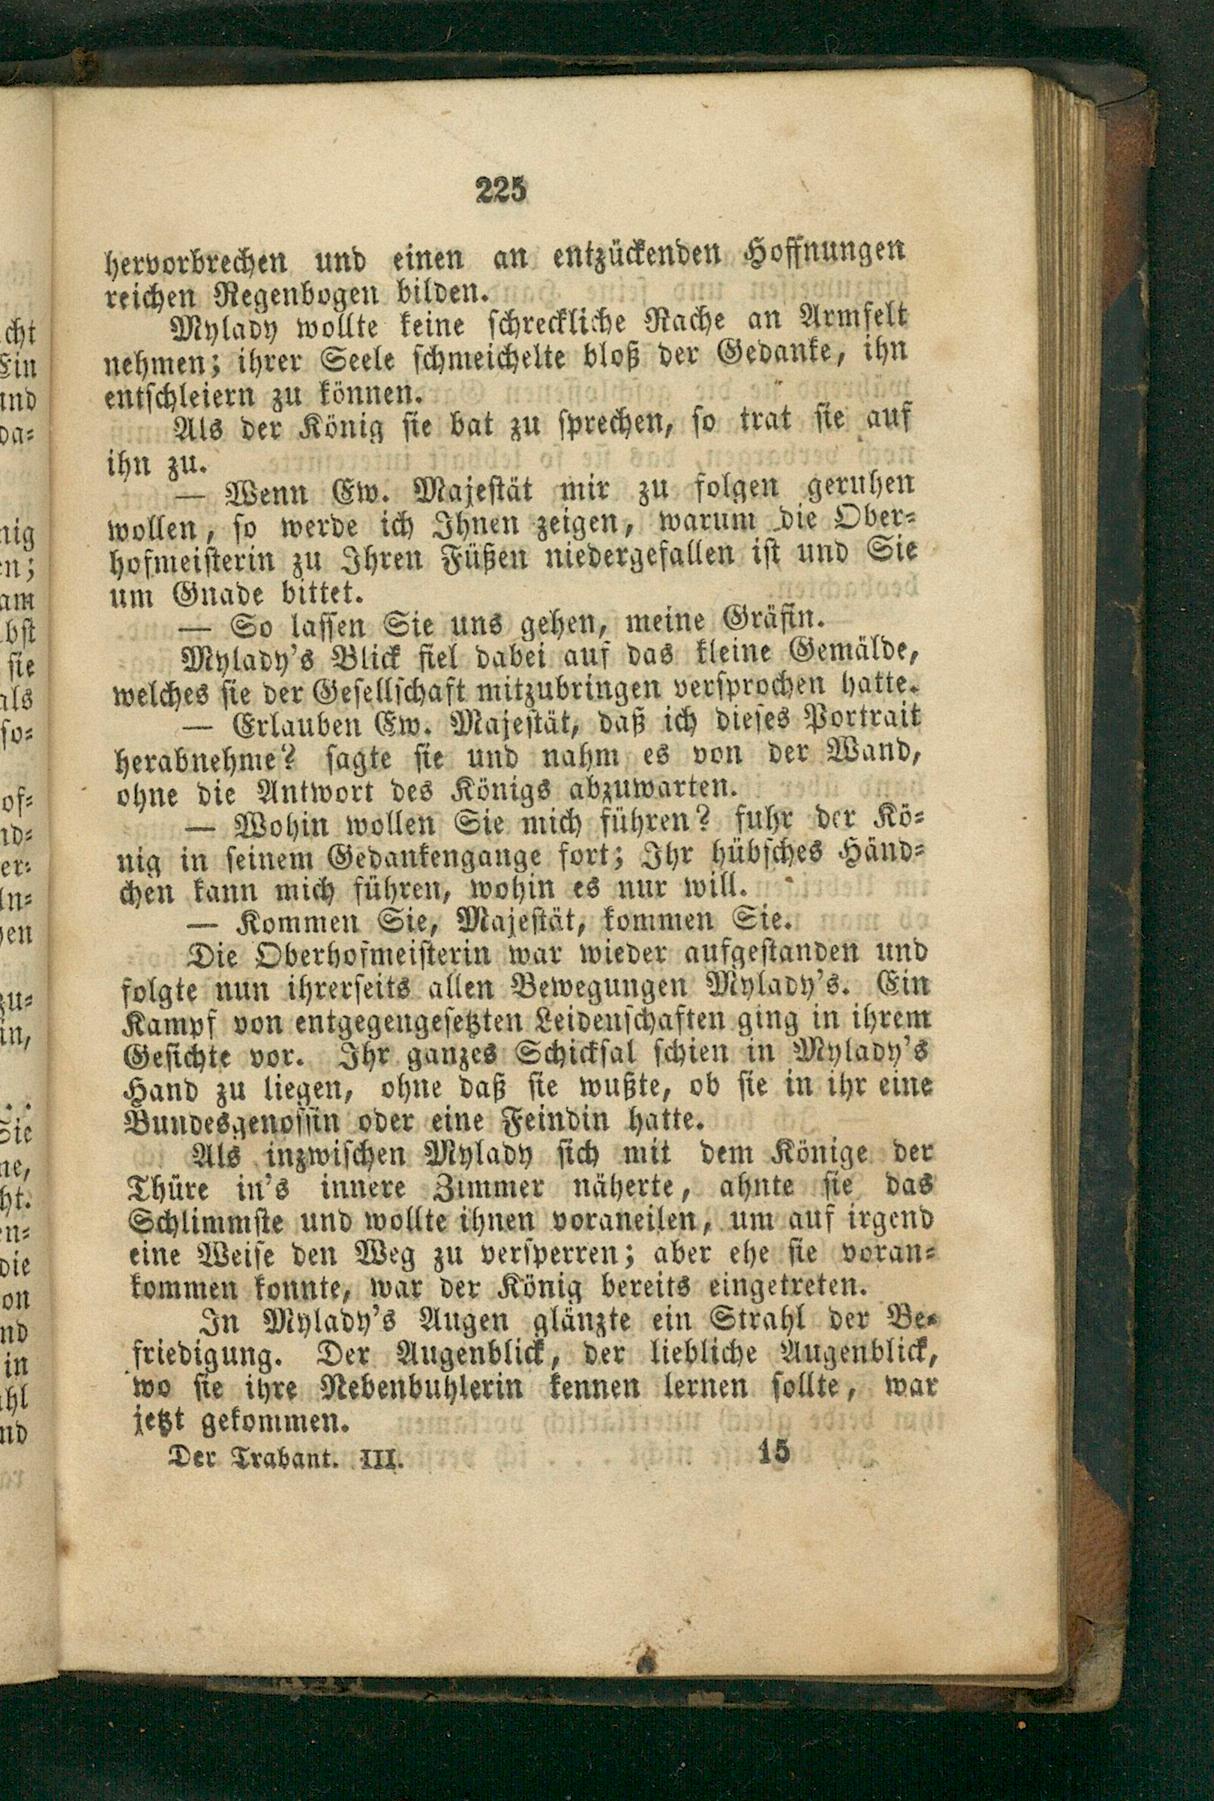 225
hervorbrechen und einen an entzückenden Hoffnungen
reichen Regenbogen bilden.
Mylady wollte keine schreckliche Rache an Armfelt
nehmen; ihrer Seele schmeichelte bloß der Gedanke, ihn
entschleiern zu können.
Als der König sie bat zu sprechen, so trat sie auf
ihn zu.
— Wenn Ew. Majestät mir zu folgen geruhen
wollen, so werde ich Ihnen zeigen, warum die Ober-
hofmeisterin zu Ihren Füßen niedergefallen ist und Sie
um Gnade bittet.
— So lassen Sie uns gehen, meine Gräfin.
Mylady's Blick fiel dabei auf das kleine Gemälde,
welches sie der Gesellschaft mitzubringen versprochen hatte.
— Erlauben Ew. Majestät, daß ich dieses Portrait
herabnehme? sagte sie und nahm es von der Wand,
ohne die Antwort des Königs abzuwarten.
— Wohin wollen Sie mich führen? fuhr der Kö-
nig in seinem Gedankengange fort; Ihr hübsches Händ-
chen kann mich führen, wohin es nur will.
— Kommen Sie, Majestät, kommen Sie.
Die Oberhofmeisterin war wieder aufgestanden und
folgte nun ihrerseits allen Bewegungen Mylady's. Ein
Kampf von entgegengesetzten Leidenschaften ging in ihrem
Gesichte vor. Ihr ganzes Schicksal schien in Mylady's
Hand zu liegen, ohne daß sie wußte, ob sie in ihr eine
Bundesgenossin oder eine Feindin hatte.
Als inzwischen Mylady sich mit dem Könige der
Thüre in's innere Zimmer näherte, ahnte sie das
Schlimmste und wollte ihnen voraneilen, um auf irgend
eine Weise den Weg zu versperren; aber ehe sie voran-
kommen konnte, war der König bereits eingetreten.
In Mylady's Augen glänzte ein Strahl der Be-
friedigung. Der Augenblick, der liebliche Augenblick,
wo sie ihre Nebenbuhlerin kennen lernen sollte, war
jetzt gekommen.
Der Trabant. III. 15